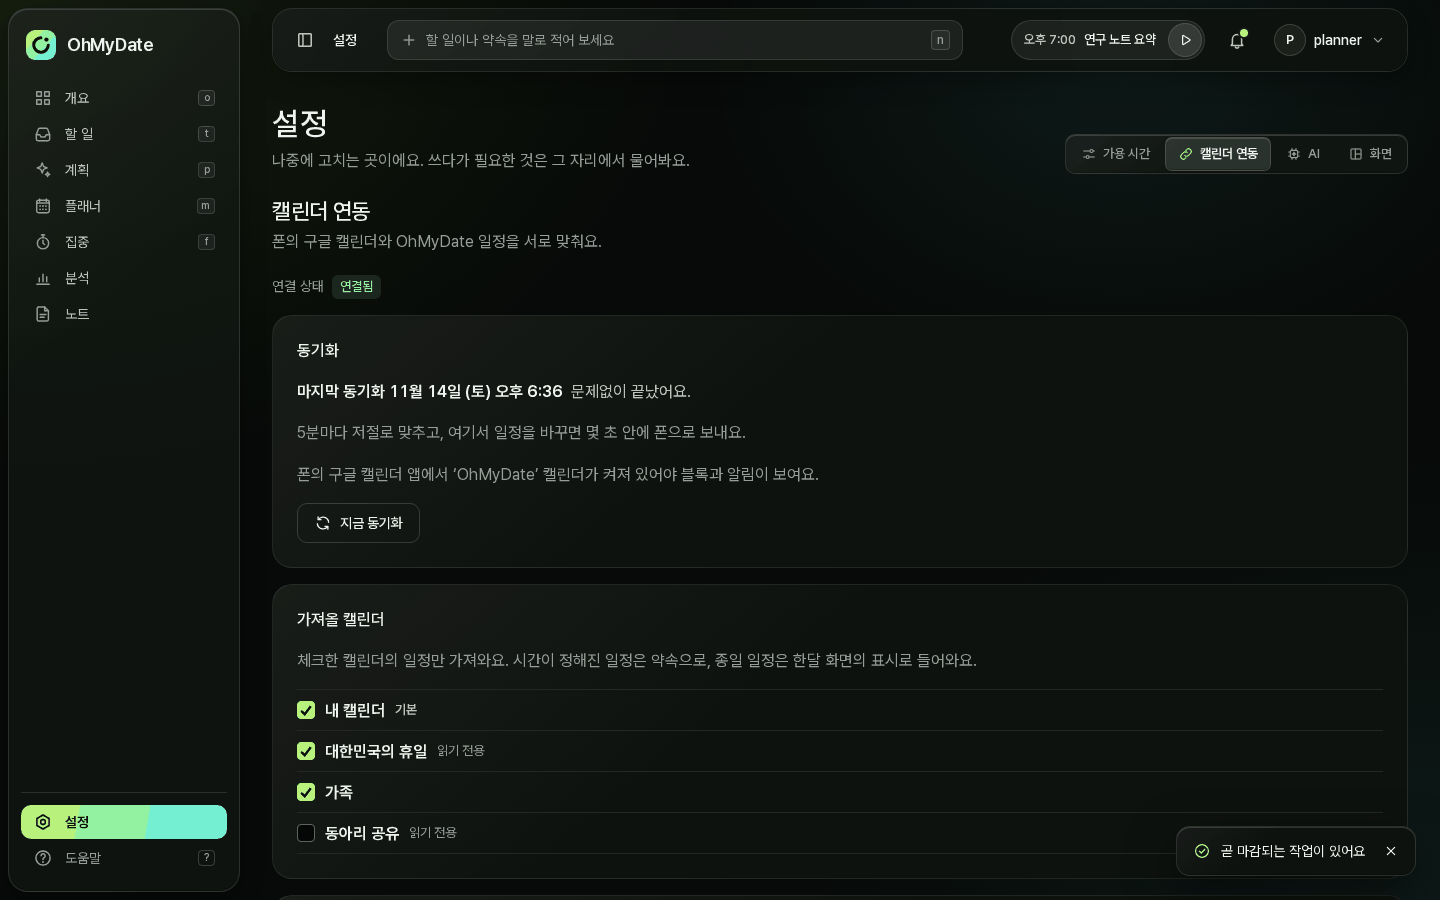 OhMyDate
개요 o
할 일 t
계획 p
플래너 m
집중 f
분석
노트
설정
도움말 ?
설정
할 일이나 약속을 말로 적어 보세요 n
오후 7:00 연구 노트 요약
P planner
설정
나중에 고치는 곳이에요. 쓰다가 필요한 것은 그 자리에서 물어봐요.
가용 시간 캘린더 연동 AI 화면
캘린더 연동
폰의 구글 캘린더와 OhMyDate 일정을 서로 맞춰요.
연결 상태 연결됨
동기화
마지막 동기화 11월 14일 (토) 오후 6:36 문제없이 끝났어요.
5분마다 저절로 맞추고, 여기서 일정을 바꾸면 몇 초 안에 폰으로 보내요.
폰의 구글 캘린더 앱에서 ‘OhMyDate’ 캘린더가 켜져 있어야 블록과 알림이 보여요.
지금 동기화
가져올 캘린더
체크한 캘린더의 일정만 가져와요. 시간이 정해진 일정은 약속으로, 종일 일정은 한달 화면의 표시로 들어와요.
내 캘린더 기본
대한민국의 휴일 읽기 전용
가족
동아리 공유 읽기 전용
곧 마감되는 작업이 있어요